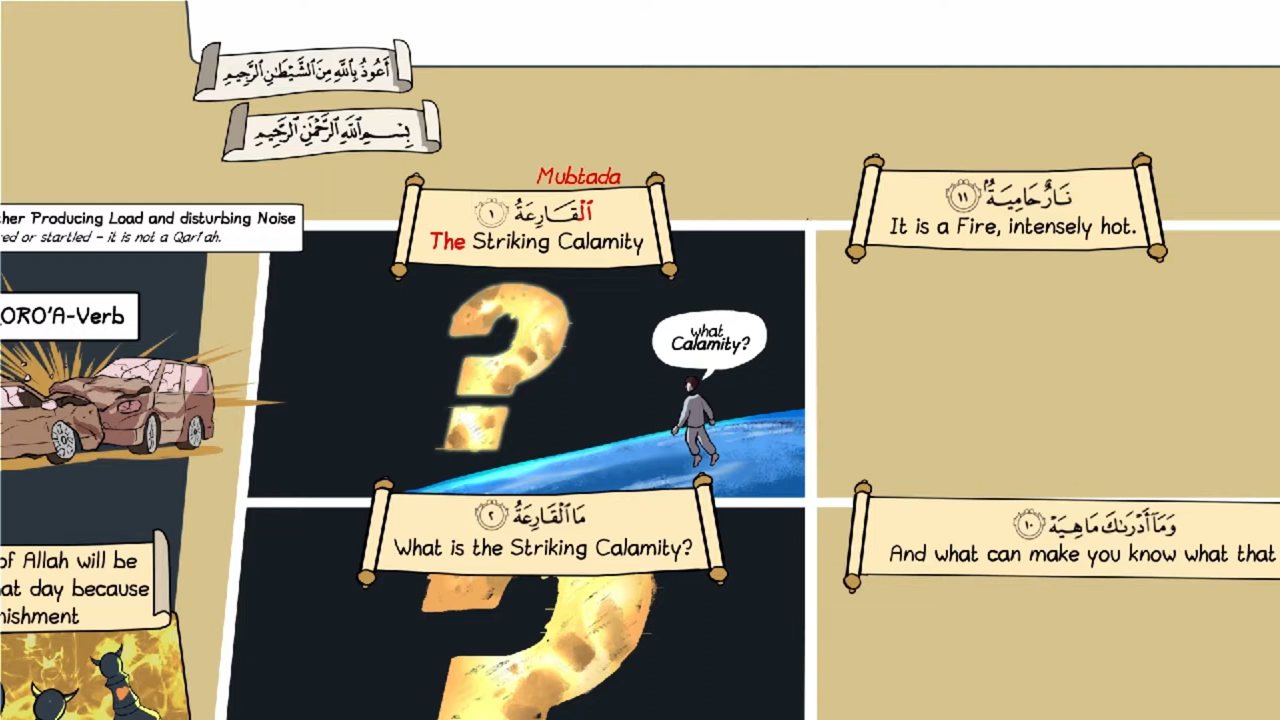 أَعُوذُ بِٱللَّهِ مِنَ ٱلشَّيْطَٰنِ ٱلرَّجِيمِ
بِسْمِ ٱللَّهِ ٱلرَّحْمَٰنِ ٱلرَّحِيمِ
her Producing Load and disturbing Noise
ed or startled - it is not a Qari'ah.
ORO'A-Verb
of Allah will be
at day because
nishment
Mubtada
ٱلْقَارِعَةُ ١
The Striking Calamity
what
Calamity?
مَا ٱلْقَارِعَةُ ٢
What is the Striking Calamity?
نَارٌ حَامِيَةٌۢ ١١
It is a Fire, intensely hot.
وَمَآ أَدْرَىٰكَ مَا هِيَهْ ١٠
And what can make you know what that